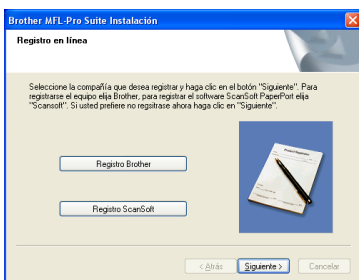 Brother MFL-Pro Suite Instalación
Registro en línea
Seleccione la compañía que desea registrar y haga clic en el botón "Siguiente". Para
registrarse el equipo elija Brother, para registrar el software ScanSoft PaperPort elija
"Scansoft". Si usted prefiere no regsitrase ahora haga clic en "Siguiente".
Registro Brother
Registro ScanSoft
< Atrás
Siguiente >
Cancelar